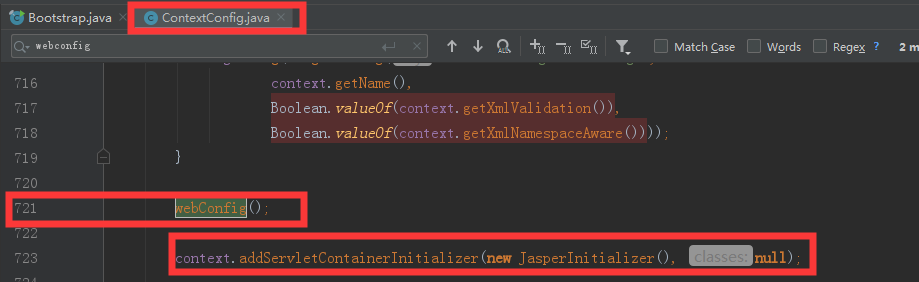 Bootstrap.java × ContextConfig.java ×
webconfig Match Case Words Regex ? 2 m
716 context.getName(),
717 Boolean.valueOf(context.getXmlValidation()),
718 Boolean.valueOf(context.getXmlNamespaceAware())));
719 }
720
721 webConfig();
722
723 context.addServletContainerInitializer(new JasperInitializer(), classes: null);